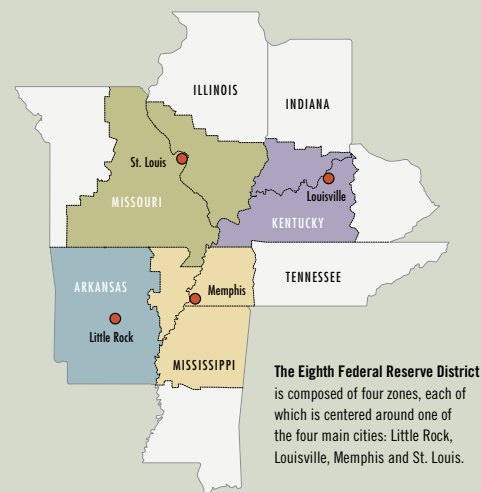 ILLINOIS
INDIANA
St. Louis
Louisville
MISSOURI
KENTUCKY
TENNESSEE
ARKANSAS
Memphis
Little Rock
MISSISSIPPI
The Eighth Federal Reserve District
is composed of four zones, each of
which is centered around one of
the four main cities: Little Rock,
Louisville, Memphis and St. Louis.